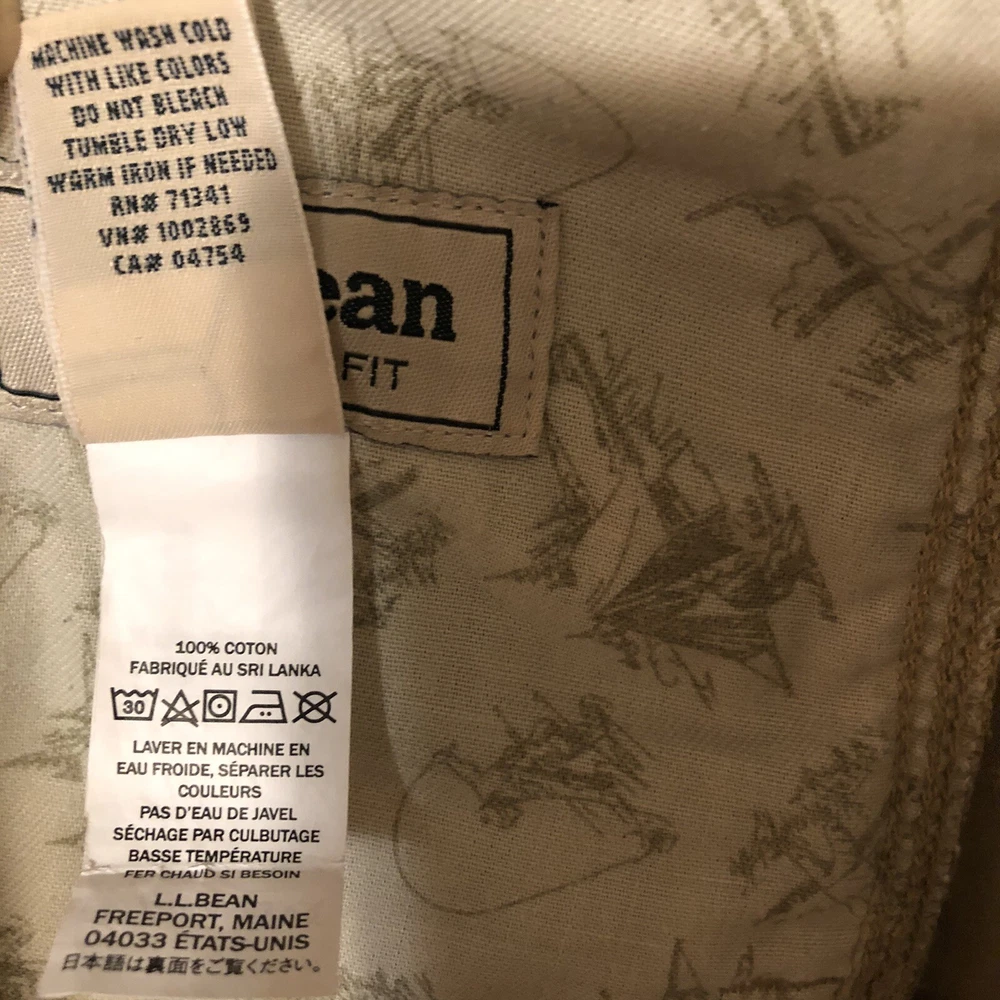 MACHINE WASH COLD
WITH LIKE COLORS
DO NOT BLEACH
TUMBLE DRY LOW
WARM IRON IF NEEDED
RN# 71341
VN# 1002869
CA# 04754
ean
FIT
100% COTON
FABRIQUÉ AU SRI LANKA
30
LAVER EN MACHINE EN
EAU FROIDE, SÉPARER LES
COULEURS
PAS D'EAU DE JAVEL
SÉCHAGE PAR CULBUTAGE
BASSE TEMPÉRATURE
FER CHAUD SI BESOIN
L.L.BEAN
FREEPORT, MAINE
04033 ÉTATS-UNIS
日本語は裏面をご覧ください。